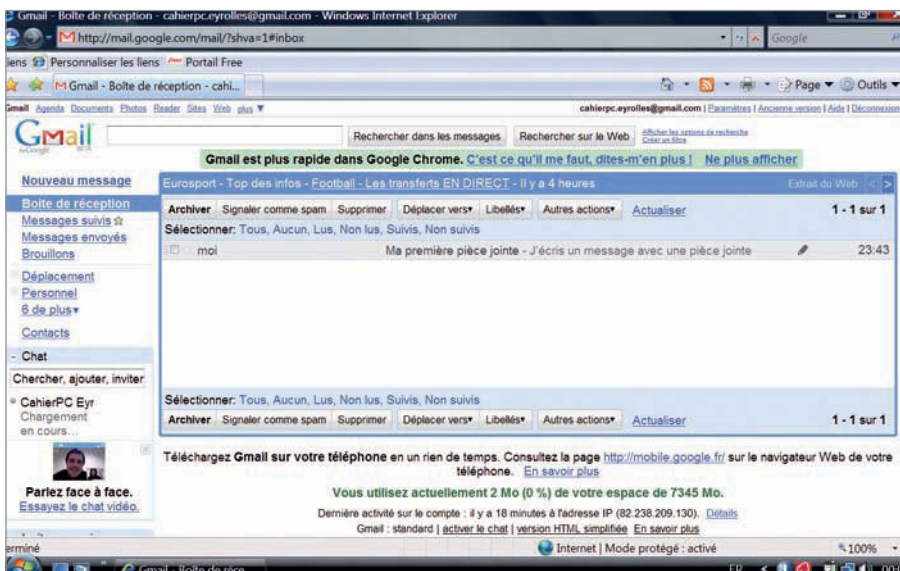 Gmail - Boîte de réception - cahierpc.eyrolles@gmail.com - Windows Internet Explorer
http://mail.google.com/mail/?shva=1#inbox
Google
iens Personnaliser les liens Portail Free
Gmail - Boîte de réception - cahi...
Page Outils
Gmail Agenda Documents Photos Reader Sites Web plus
cahierpc.eyrolles@gmail.com | Paramètres | Ancienne version | Aide | Déconnexion
Gmail
Rechercher dans les messages Rechercher sur le Web Afficher les options de recherche
Créer un filtre
Gmail est plus rapide dans Google Chrome. C'est ce qu'il me faut, dites-m'en plus ! Ne plus afficher
Nouveau message
Boîte de réception
Messages suivis
Messages envoyés
Brouillons
Déplacement
Personnel
6 de plus
Contacts
- Chat
Chercher, ajouter, inviter
CahierPC Eyr
Chargement
en cours...
Parlez face à face.
Essayez le chat vidéo.
Eurosport - Top des infos - Football - Les transferts EN DIRECT - Il y a 4 heures
Extrait du Web < >
Archiver Signaler comme spam Supprimer Déplacer vers Libellés Autres actions Actualiser 1 - 1 sur 1
Sélectionner: Tous, Aucun, Lus, Non lus, Suivis, Non suivis
moi Ma première pièce jointe - J'écris un message avec une pièce jointe 23:43
Sélectionner: Tous, Aucun, Lus, Non lus, Suivis, Non suivis
Archiver Signaler comme spam Supprimer Déplacer vers Libellés Autres actions Actualiser 1 - 1 sur 1
Téléchargez Gmail sur votre téléphone en un rien de temps. Consultez la page http://mobile.google.fr/ sur le navigateur Web de votre
téléphone. En savoir plus
Vous utilisez actuellement 2 Mo (0 %) de votre espace de 7345 Mo.
Dernière activité sur le compte : il y a 18 minutes à l'adresse IP (82.238.209.130). Détails
Gmail : standard | activer le chat | version HTML simplifiée En savoir plus
erminé
Internet | Mode protégé : activé
100%
Gmail - Boîte de réce...
FR